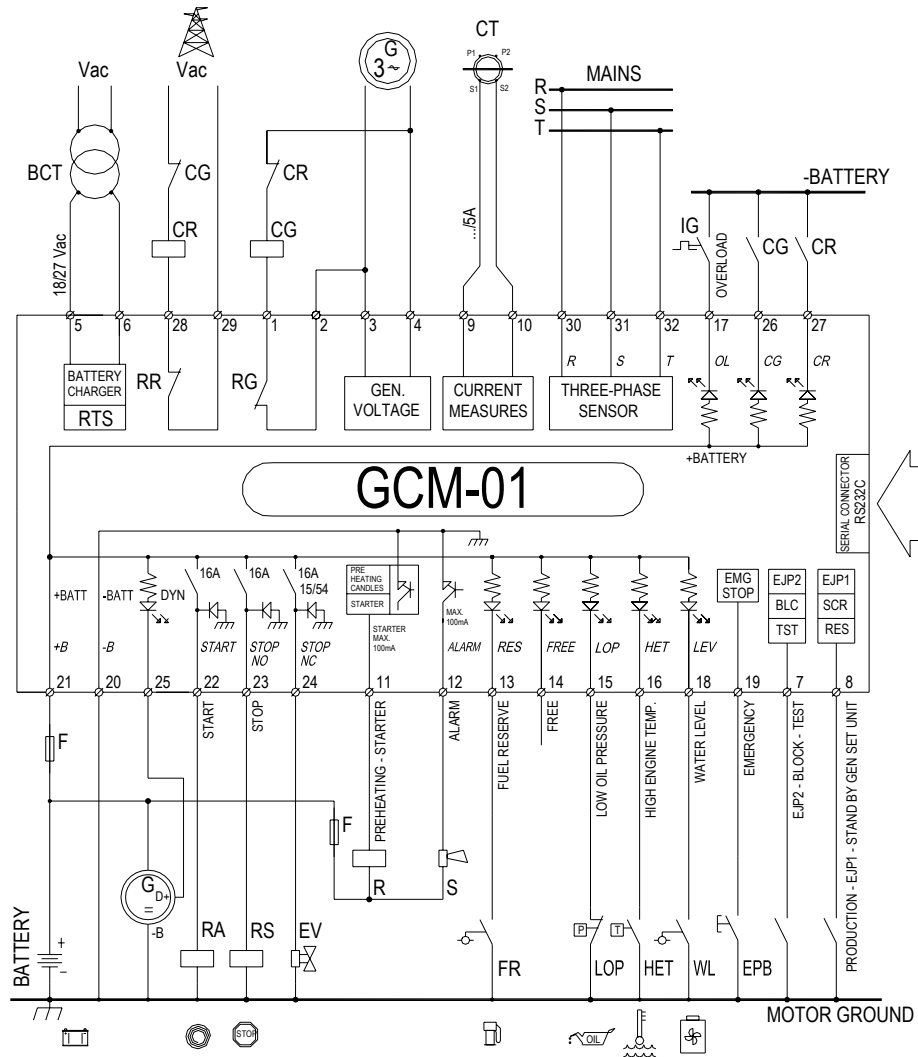 CT
G
3~
P1 P2
Vac Vac
S1 S2
MAINS
R
S
T
BCT
CG
CR
CR
CG
-BATTERY
IG
CG
CR
18/27 Vac
.../5A
OVERLOAD
5 6 28 29 1 2 3 4 9 10 30 31 32 17 26 27
R S T OL CG CR
BATTERY
CHARGER
RTS
RR
RG
GEN.
VOLTAGE
CURRENT
MEASURES
THREE-PHASE
SENSOR
+BATTERY
GCM-01
SERIAL CONNECTOR
RS232C
+BATT
-BATT
DYN
16A
16A
16A
15/54
PRE
HEATING
CANDLES
STARTER
STARTER
MAX.
100mA
MAX.
100mA
EMG
STOP
EJP2
BLC
TST
EJP1
SCR
RES
+B
-B
START
STOP
NO
STOP
NC
ALARM
RES
FREE
LOP
HET
LEV
21 20 25 22 23 24 11 12 13 14 15 16 18 19 7 8
F
START
STOP
PREHEATING - STARTER
ALARM
FUEL RESERVE
FREE
LOW OIL PRESSURE
HIGH ENGINE TEMP.
WATER LEVEL
EMERGENCY
EJP2 - BLOCK - TEST
PRODUCTION - EJP1 - STAND BY GEN SET UNIT
F
G
=
D+
-B
R
S
BATTERY
+
–
RA
RS
EV
FR
P
LOP
T
HET
WL
EPB
MOTOR GROUND
STOP
OIL